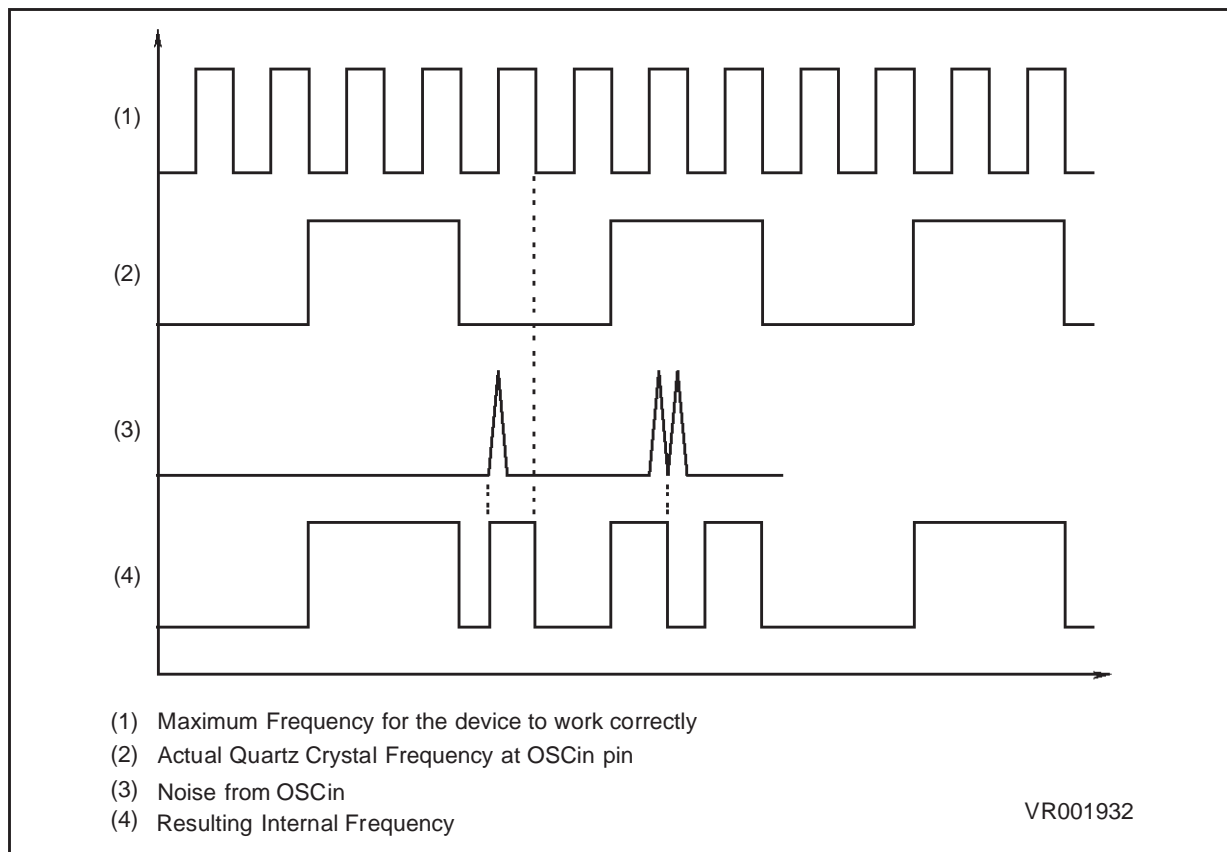 (1)
(2)
(3)
(4)
(1) Maximum Frequency for the device to work correctly
(2) Actual Quartz Crystal Frequency at OSCin pin
(3) Noise from OSCin
(4) Resulting Internal Frequency
VR001932